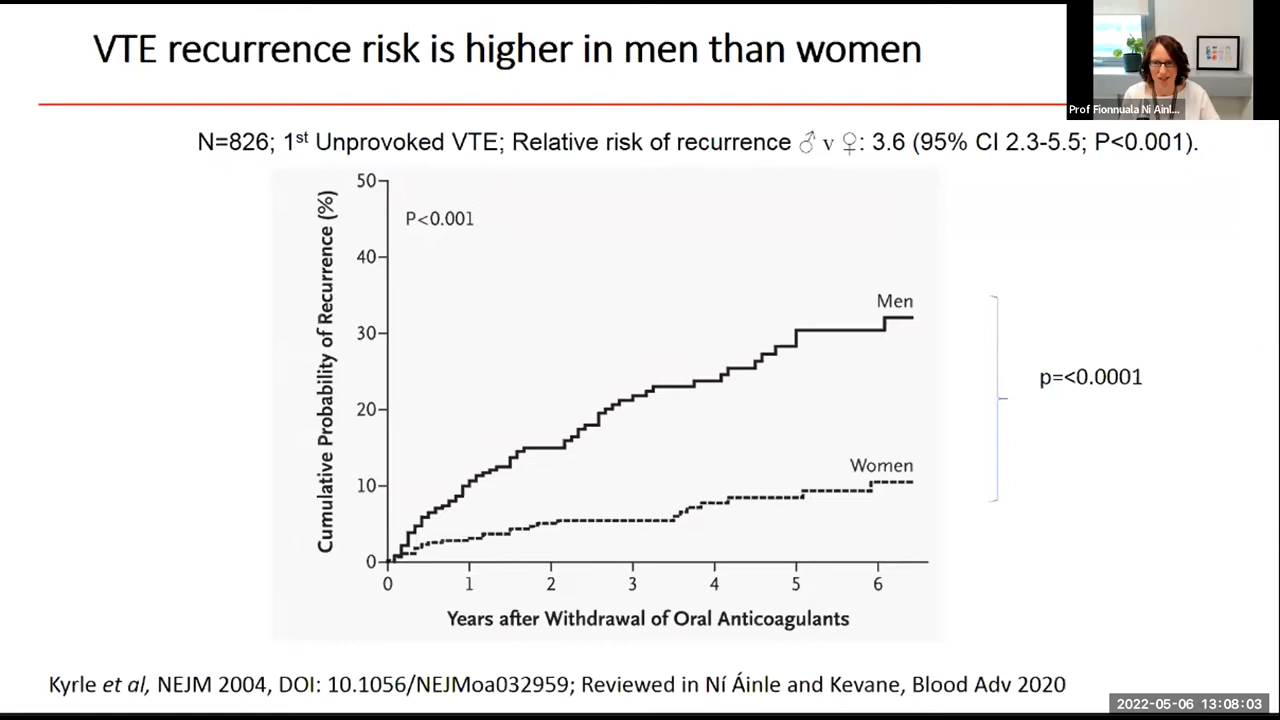 VTE recurrence risk is higher in men than women
Prof Fionnuala Ni Ainl...
N=826; 1st Unprovoked VTE; Relative risk of recurrence ♂ v ♀: 3.6 (95% CI 2.3-5.5; P<0.001).
Cumulative Probability of Recurrence (%)
50
40
30
20
10
0
P<0.001
Men
Women
p=<0.0001
0 1 2 3 4 5 6
Years after Withdrawal of Oral Anticoagulants
Kyrle et al, NEJM 2004, DOI: 10.1056/NEJMoa032959; Reviewed in Ní Áinle and Kevane, Blood Adv 2020
2022-05-06 13:08:03